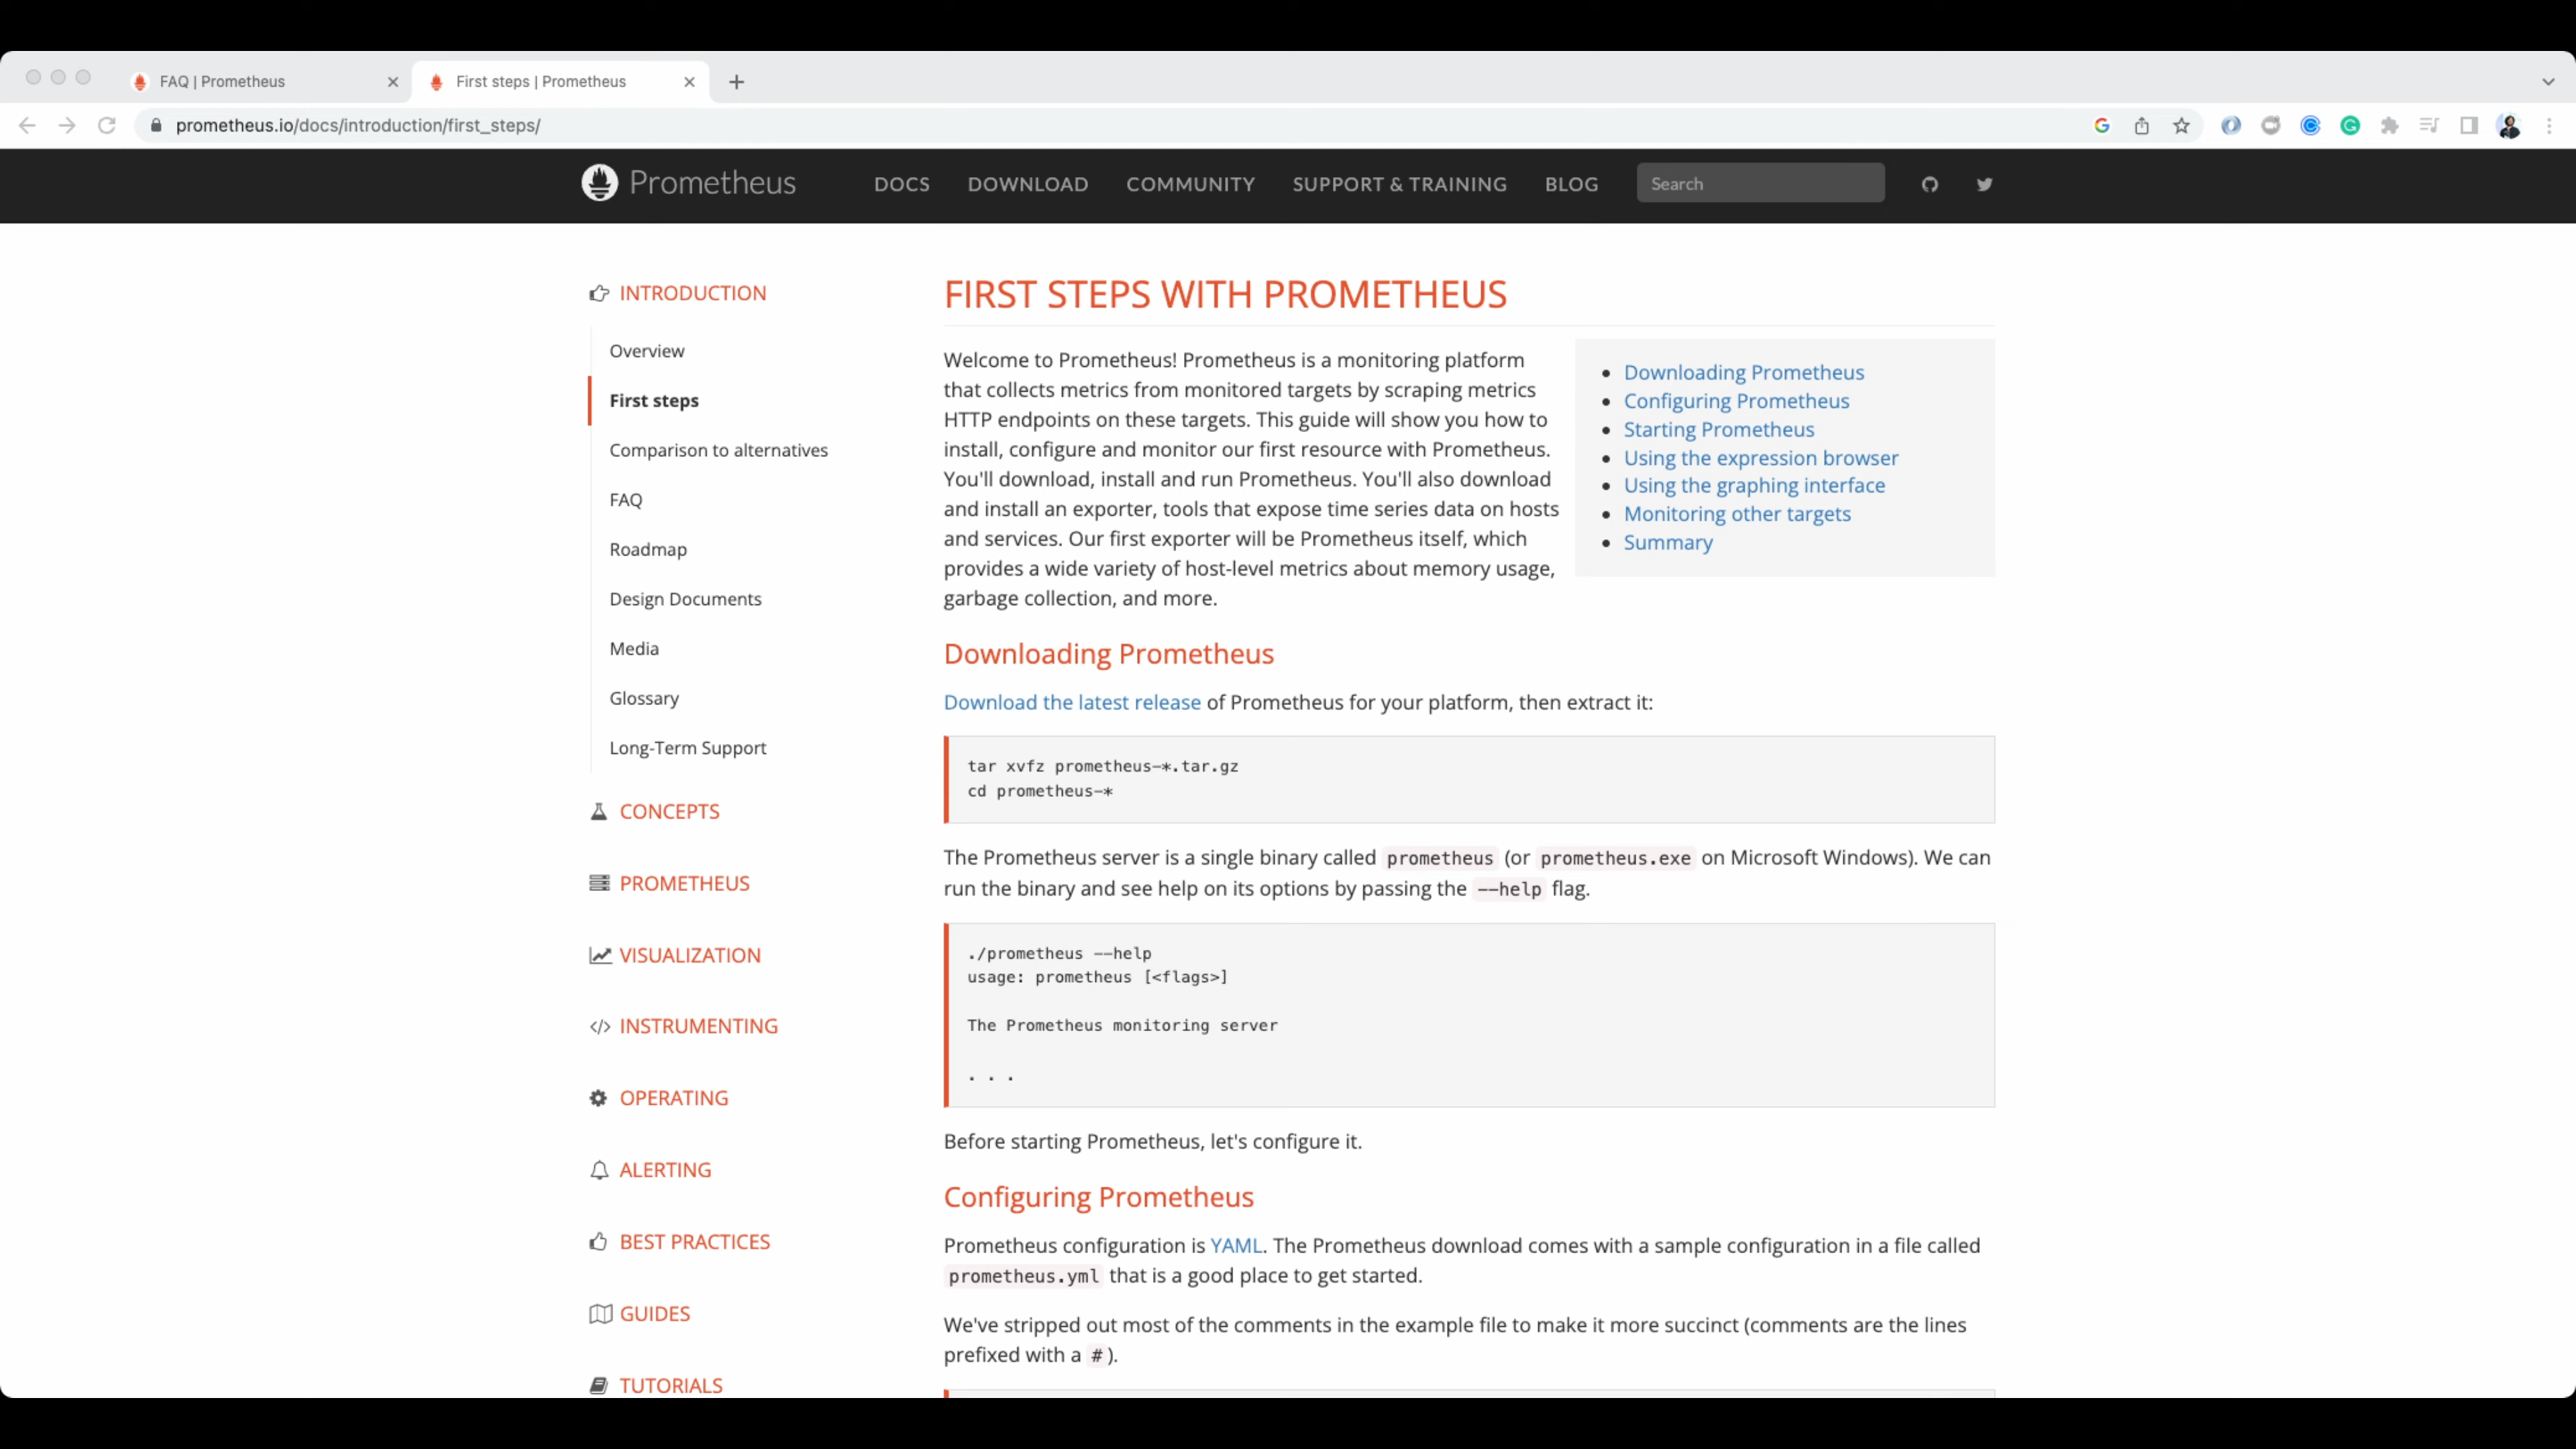 FAQ | Prometheus
First steps | Prometheus
prometheus.io/docs/introduction/first_steps/
Prometheus
DOCS
DOWNLOAD
COMMUNITY
SUPPORT & TRAINING
BLOG
Search
INTRODUCTION
Overview
First steps
Comparison to alternatives
FAQ
Roadmap
Design Documents
Media
Glossary
Long-Term Support
CONCEPTS
PROMETHEUS
VISUALIZATION
INSTRUMENTING
OPERATING
ALERTING
BEST PRACTICES
GUIDES
TUTORIALS
FIRST STEPS WITH PROMETHEUS
Welcome to Prometheus! Prometheus is a monitoring platform
that collects metrics from monitored targets by scraping metrics
HTTP endpoints on these targets. This guide will show you how to
install, configure and monitor our first resource with Prometheus.
You'll download, install and run Prometheus. You'll also download
and install an exporter, tools that expose time series data on hosts
and services. Our first exporter will be Prometheus itself, which
provides a wide variety of host-level metrics about memory usage,
garbage collection, and more.
Downloading Prometheus
Configuring Prometheus
Starting Prometheus
Using the expression browser
Using the graphing interface
Monitoring other targets
Summary
Downloading Prometheus
Download the latest release of Prometheus for your platform, then extract it:
tar xvfz prometheus-*.tar.gz
cd prometheus-*
The Prometheus server is a single binary called prometheus (or prometheus.exe on Microsoft Windows). We can
run the binary and see help on its options by passing the --help flag.
./prometheus --help
usage: prometheus [<flags>]
The Prometheus monitoring server
. . .
Before starting Prometheus, let's configure it.
Configuring Prometheus
Prometheus configuration is YAML. The Prometheus download comes with a sample configuration in a file called
prometheus.yml that is a good place to get started.
We've stripped out most of the comments in the example file to make it more succinct (comments are the lines
prefixed with a # ).